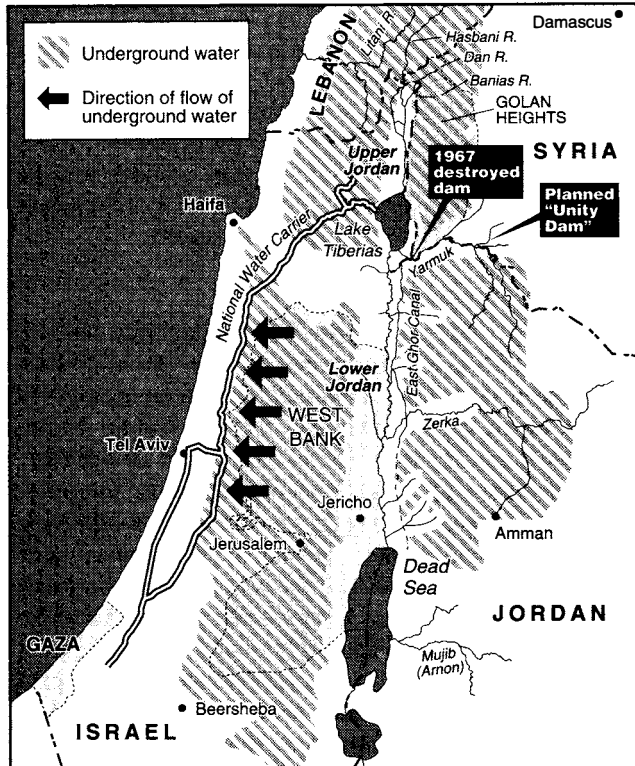 Underground water
Direction of flow of
underground water
Damascus
Litani R.
Hasbani R.
Dan R.
Banias R.
LEBANON
GOLAN
HEIGHTS
SYRIA
Upper
Jordan
1967
destroyed
dam
Planned
"Unity
Dam"
Haifa
Lake
Tiberias
Yarmuk
National Water Carrier
East Ghor Canal
Lower
Jordan
WEST
BANK
Zerka
Tel Aviv
Jericho
Amman
Jerusalem
Dead
Sea
JORDAN
GAZA
Mujib
(Arnon)
Beersheba
ISRAEL